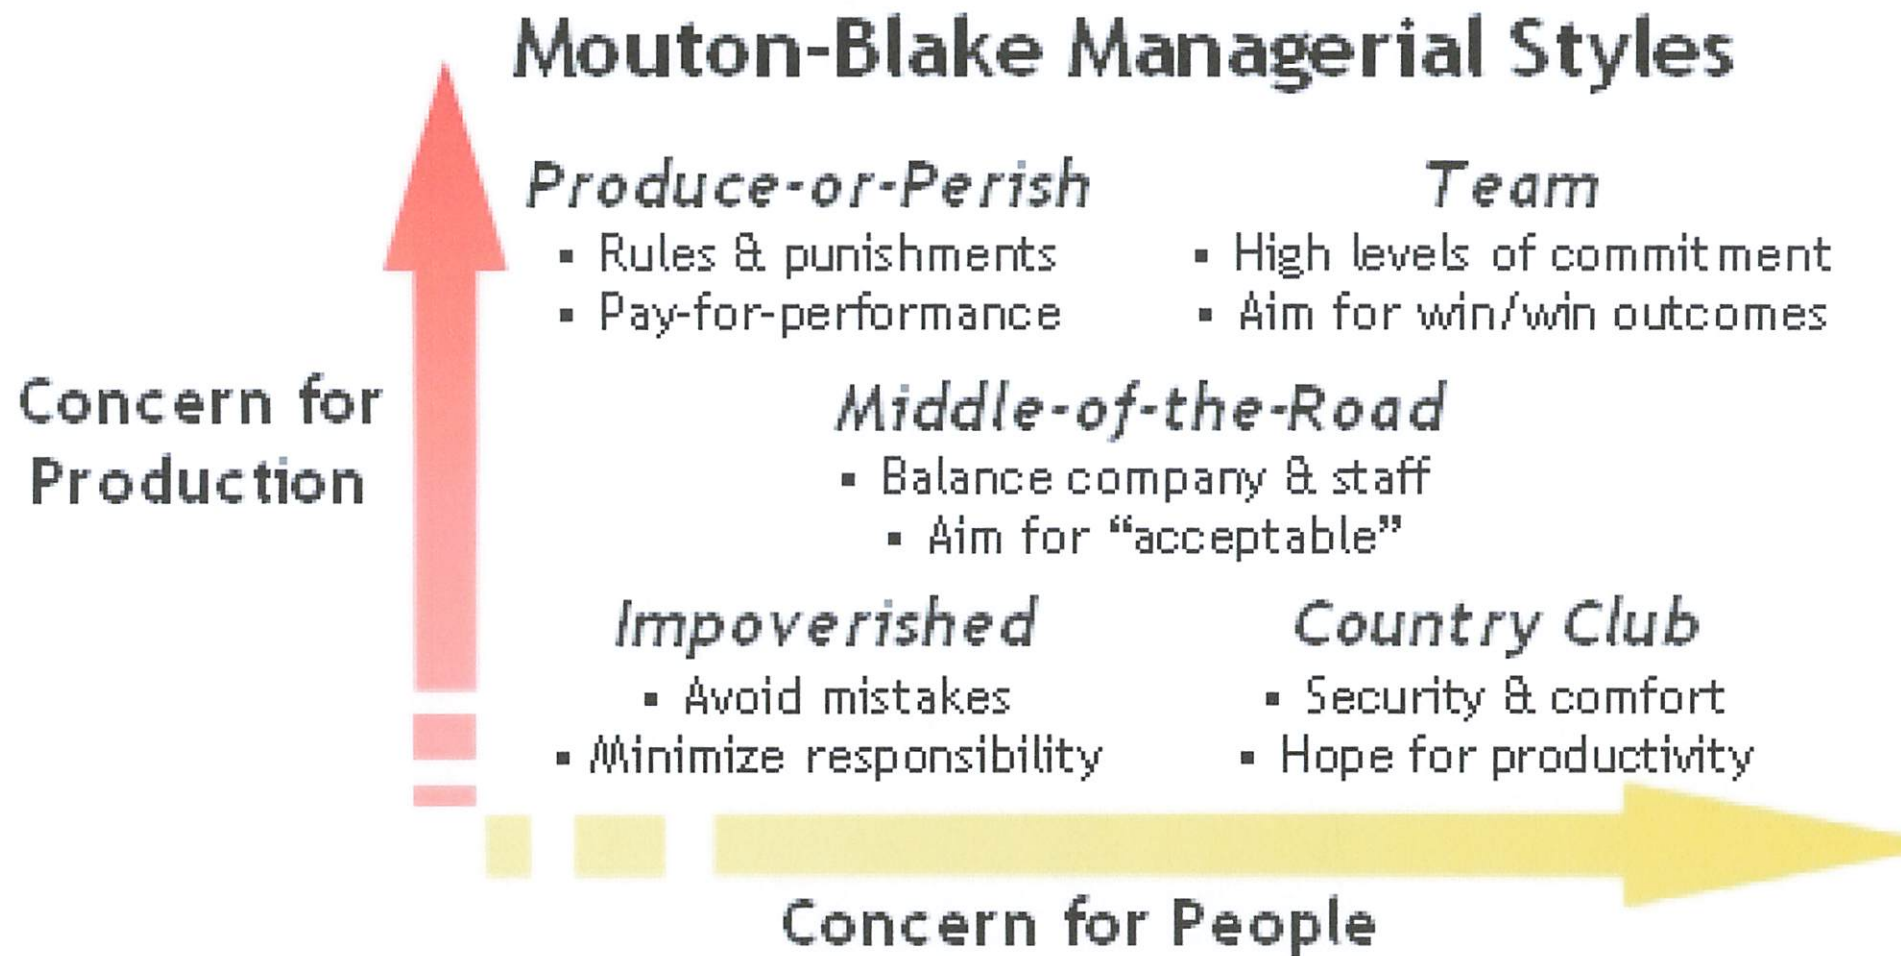 Mouton-Blake Managerial Styles
Produce-or-Perish
▪ Rules & punishments
▪ Pay-for-performance
Team
▪ High levels of commitment
▪ Aim for win/win outcomes
Concern for
Production
Middle-of-the-Road
▪ Balance company & staff
▪ Aim for “acceptable”
Impoverished
▪ Avoid mistakes
▪ Minimize responsibility
Country Club
▪ Security & comfort
▪ Hope for productivity
Concern for People